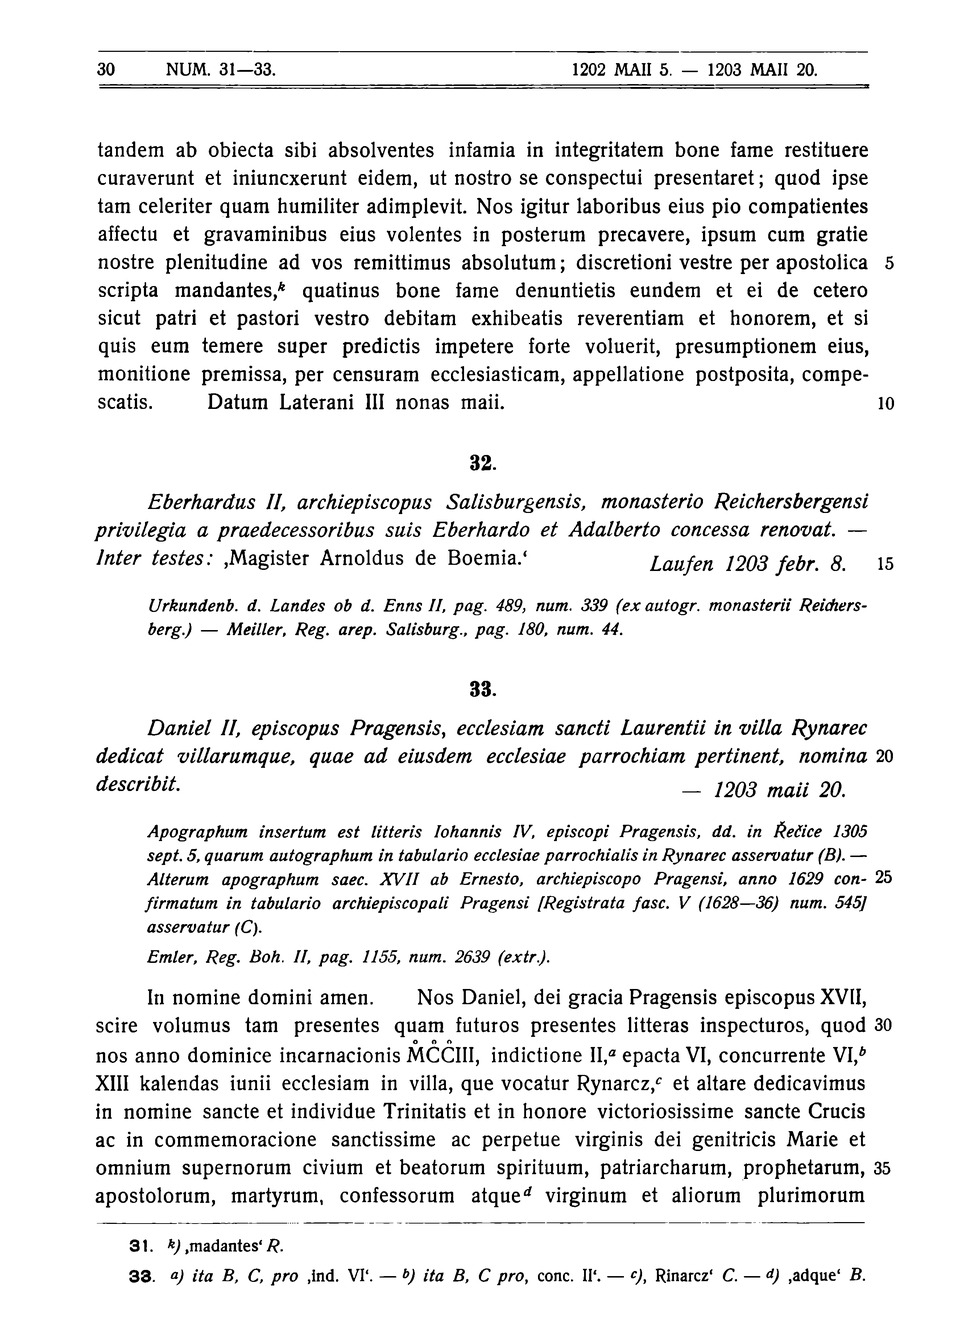 30 NUM. 31—33. 1202 MAII 5. — 1203 MAII 20.
tandem ab obiecta sibi absolventes infamia in integritatem bone fame restituere
curaverunt et iniuncxerunt eidem, ut nostro se conspectui presentaret; quod ipse
tam celeriter quam humiliter adimplevit. Nos igitur laboribus eius pio compatientes
affectu et gravaminibus eius volentes in posterum precavere, ipsum cum gratie
nostre plenitudine ad vos remittimus absolutum; discretioni vestre per apostolica 5
scripta mandantes,ᵏ quatinus bone fame denuntietis eundem et ei de cetero
sicut patri et pastori vestro debitam exhibeatis reverentiam et honorem, et si
quis eum temere super predictis impetere forte voluerit, presumptionem eius,
monitione premissa, per censuram ecclesiasticam, appellatione postposita, compe-
scatis. Datum Laterani III nonas maii. 10
32.
Eberhardus II, archiepiscopus Salisburgensis, monasterio Reichersbergensi
privilegia a praedecessoribus suis Eberhardo et Adalberto concessa renovat. —
Inter testes: ‚Magister Arnoldus de Boemia.‘ Laufen 1203 febr. 8. 15
Urkundenb. d. Landes ob d. Enns II, pag. 489, num. 339 (ex autogr. monasterii Reichers-
berg.) — Meiller, Reg. arep. Salisburg., pag. 180, num. 44.
33.
Daniel II, episcopus Pragensis, ecclesiam sancti Laurentii in villa Rynarec
dedicat villarumque, quae ad eiusdem ecclesiae parrochiam pertinent, nomina 20
describit. — 1203 maii 20.
Apographum insertum est litteris Iohannis IV, episcopi Pragensis, dd. in Řečice 1305
sept. 5, quarum autographum in tabulario ecclesiae parrochialis in Rynarec asservatur (B). —
Alterum apographum saec. XVII ab Ernesto, archiepiscopo Pragensi, anno 1629 con- 25
firmatum in tabulario archiepiscopali Pragensi [Registrata fasc. V (1628—36) num. 545]
asservatur (C).
Emler, Reg. Boh. II, pag. 1155, num. 2639 (extr.).
In nomine domini amen. Nos Daniel, dei gracia Pragensis episcopus XVII,
scire volumus tam presentes quam futuros presentes litteras inspecturos, quod 30
nos anno dominice incarnacionis M̊C̊C̊III, indictione II,ᵃ epacta VI, concurrente VI,ᵇ
XIII kalendas iunii ecclesiam in villa, que vocatur Rynarcz,ᶜ et altare dedicavimus
in nomine sancte et individue Trinitatis et in honore victoriosissime sancte Crucis
ac in commemoracione sanctissime ac perpetue virginis dei genitricis Marie et
omnium supernorum civium et beatorum spirituum, patriarcharum, prophetarum, 35
apostolorum, martyrum, confessorum atqueᵈ virginum et aliorum plurimorum
31. k) ‚madantes‘ R.
33. a) ita B, C, pro ‚ind. VI‘. — b) ita B, C pro, conc. II‘. — c), Rinarcz‘ C. — d) ‚adque‘ B.